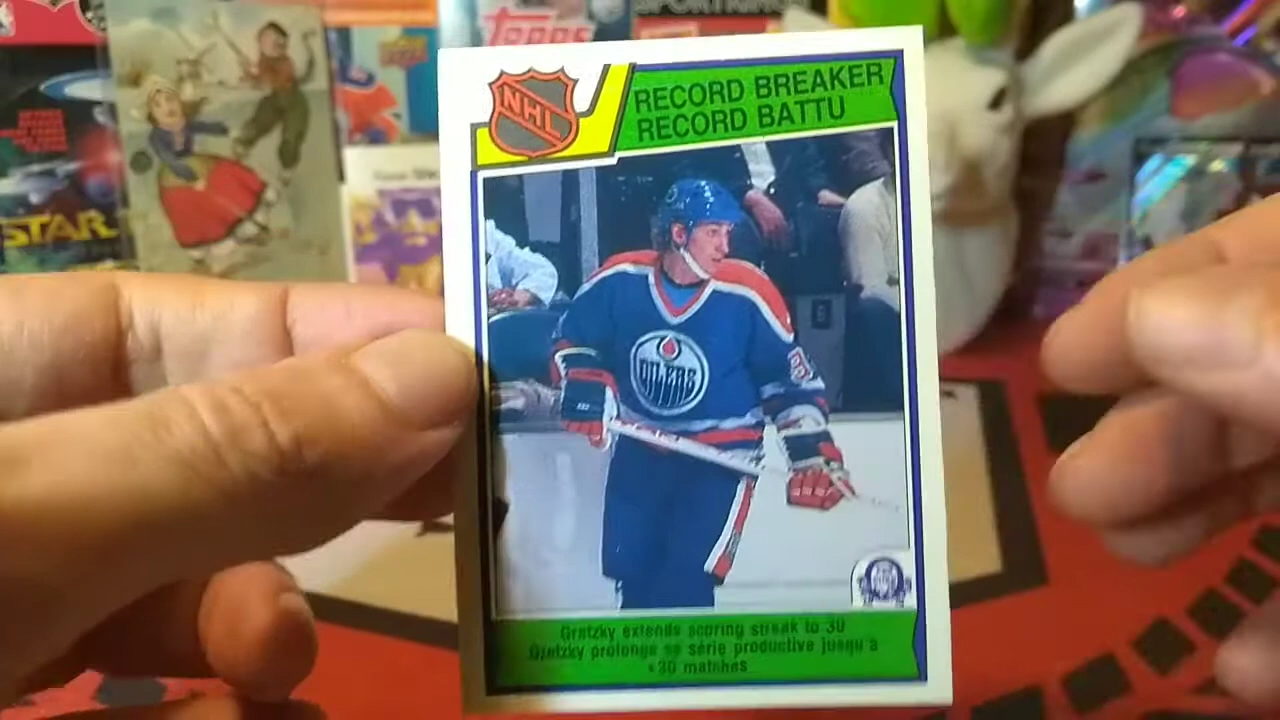 Topps
STAR
NHL
RECORD BREAKER
RECORD BATTU
OILERS
Gretzky extends scoring streak to 30
Gretzky prolonge sa série productive jusqu'a
30 matches